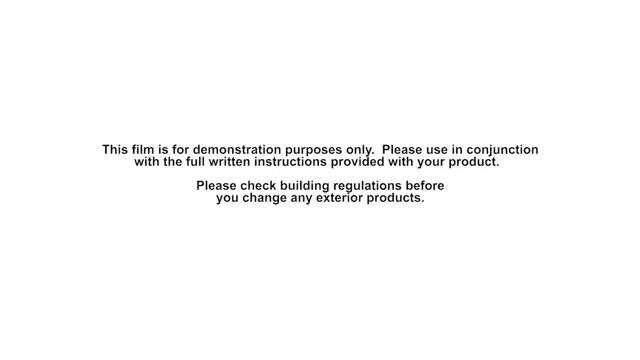 This film is for demonstration purposes only.  Please use in conjunction
with the full written instructions provided with your product.
Please check building regulations before
you change any exterior products.